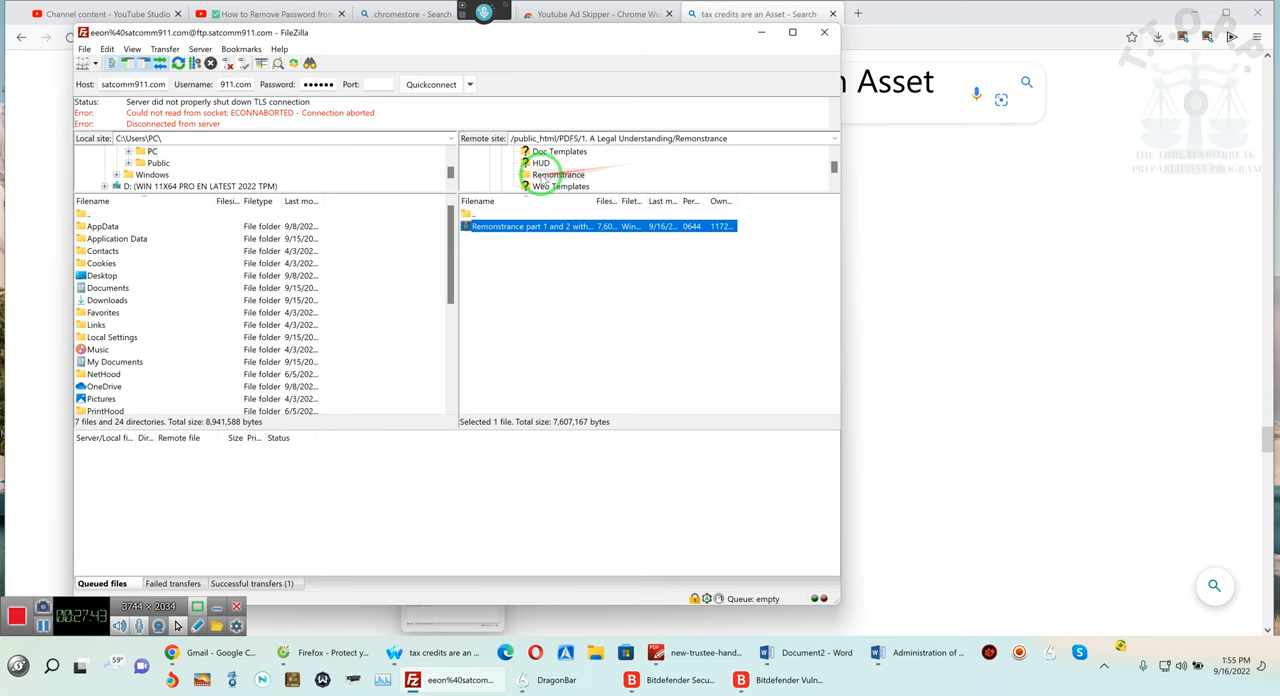 Channel content - YouTube Studio
How to Remove Password from
chromestore - Search
Youtube Ad Skipper - Chrome We
tax credits are an Asset - Search
eeon%40satcomm911.com@ftp.satcomm911.com - FileZilla
File Edit View Transfer Server Bookmarks Help
Host: satcomm911.com Username: 911.com Password: ●●●●●● Port: Quickconnect
Status: Server did not properly shut down TLS connection
Error: Could not read from socket: ECONNABORTED - Connection aborted
Error: Disconnected from server
Local site: C:\Users\PC\
PC
Public
Windows
D: (WIN 11X64 PRO EN LATEST 2022 TPM)
Remote site: /public_html/PDFS/1. A Legal Understanding/Remonstrance
Doc Templates
HUD
Remonstrance
Web Templates
Filename Filesi... Filetype Last mo...
..
AppData File folder 9/8/202...
Application Data File folder 9/15/20...
Contacts File folder 4/3/202...
Cookies File folder 4/3/202...
Desktop File folder 9/8/202...
Documents File folder 9/15/20...
Downloads File folder 9/15/20...
Favorites File folder 4/3/202...
Links File folder 4/3/202...
Local Settings File folder 9/15/20...
Music File folder 4/3/202...
My Documents File folder 9/15/20...
NetHood File folder 6/5/202...
OneDrive File folder 9/8/202...
Pictures File folder 4/3/202...
PrintHood File folder 6/5/202...
7 files and 24 directories. Total size: 8,941,588 bytes
Filename Files... Filet... Last m... Per... Own...
..
Remonstrance part 1 and 2 with... 7,60... Win... 9/16/2... 0644 1172...
Selected 1 file. Total size: 7,607,167 bytes
Server/Local fi... Dir... Remote file Size Pri... Status
Queued files Failed transfers Successful transfers (1)
Queue: empty
n Asset
T.T.O.P.P.
THE THREAT OUTBREAK
PREPAREDNESS PROGRAM
00:27:43
3744 × 2034
59°
Gmail - Google C...
Firefox - Protect y...
tax credits are an ...
new-trustee-hand...
Document2 - Word
Administration of ...
eeon%40satcom...
DragonBar
Bitdefender Secu...
Bitdefender Vuln...
1:55 PM
9/16/2022